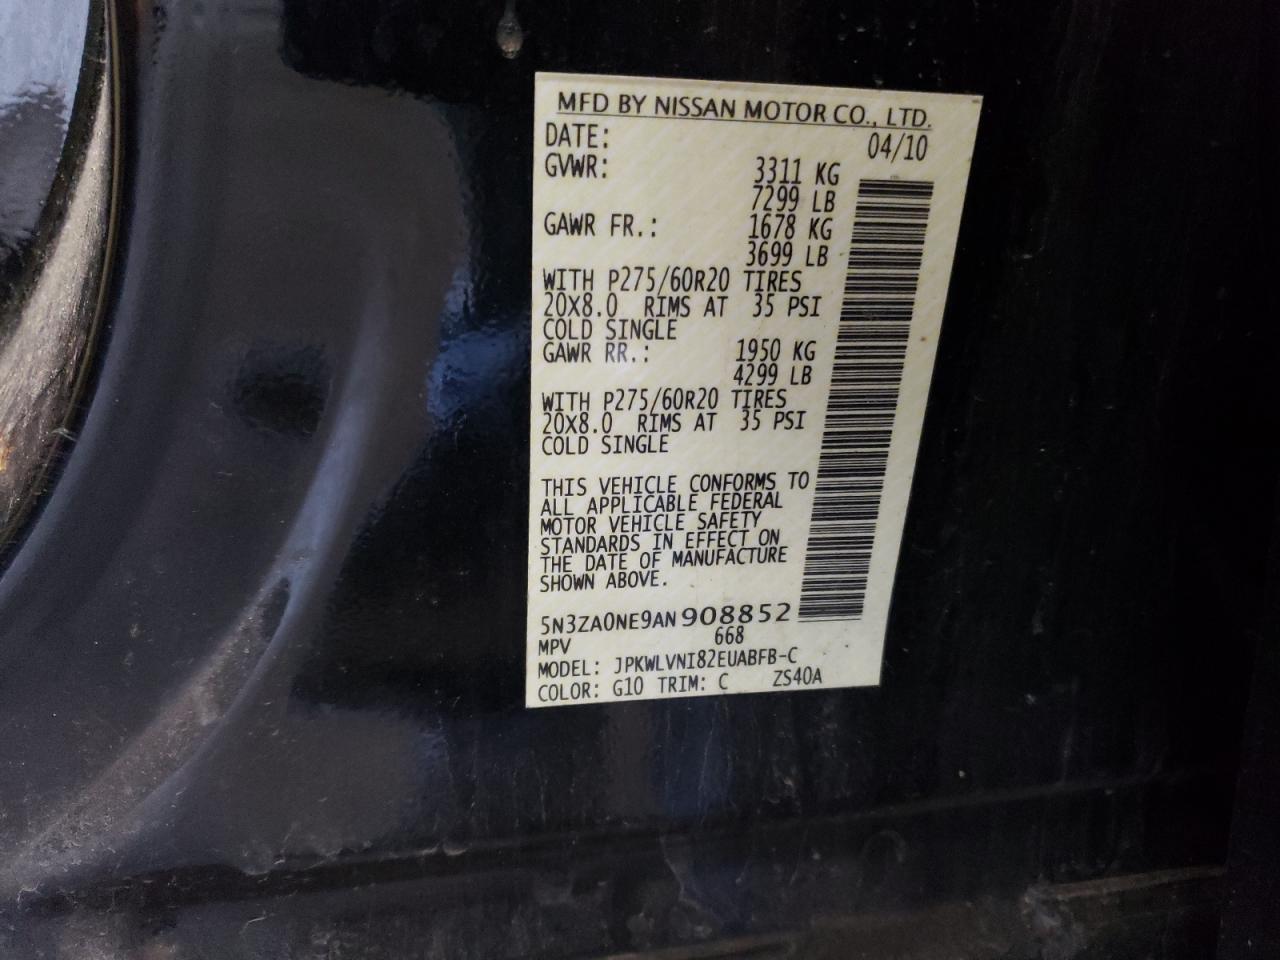 MFD BY NISSAN MOTOR CO., LTD.
DATE: 04/10
GVWR: 3311 KG
7299 LB
GAWR FR.: 1678 KG
3699 LB
WITH P275/60R20 TIRES
20X8.0 RIMS AT 35 PSI
COLD SINGLE
GAWR RR.: 1950 KG
4299 LB
WITH P275/60R20 TIRES
20X8.0 RIMS AT 35 PSI
COLD SINGLE
THIS VEHICLE CONFORMS TO
ALL APPLICABLE FEDERAL
MOTOR VEHICLE SAFETY
STANDARDS IN EFFECT ON
THE DATE OF MANUFACTURE
SHOWN ABOVE.
5N3ZA0NE9AN908852
MPV 668
MODEL: JPKWLVNI82EUABFB-C
COLOR: G10 TRIM: C ZS40A